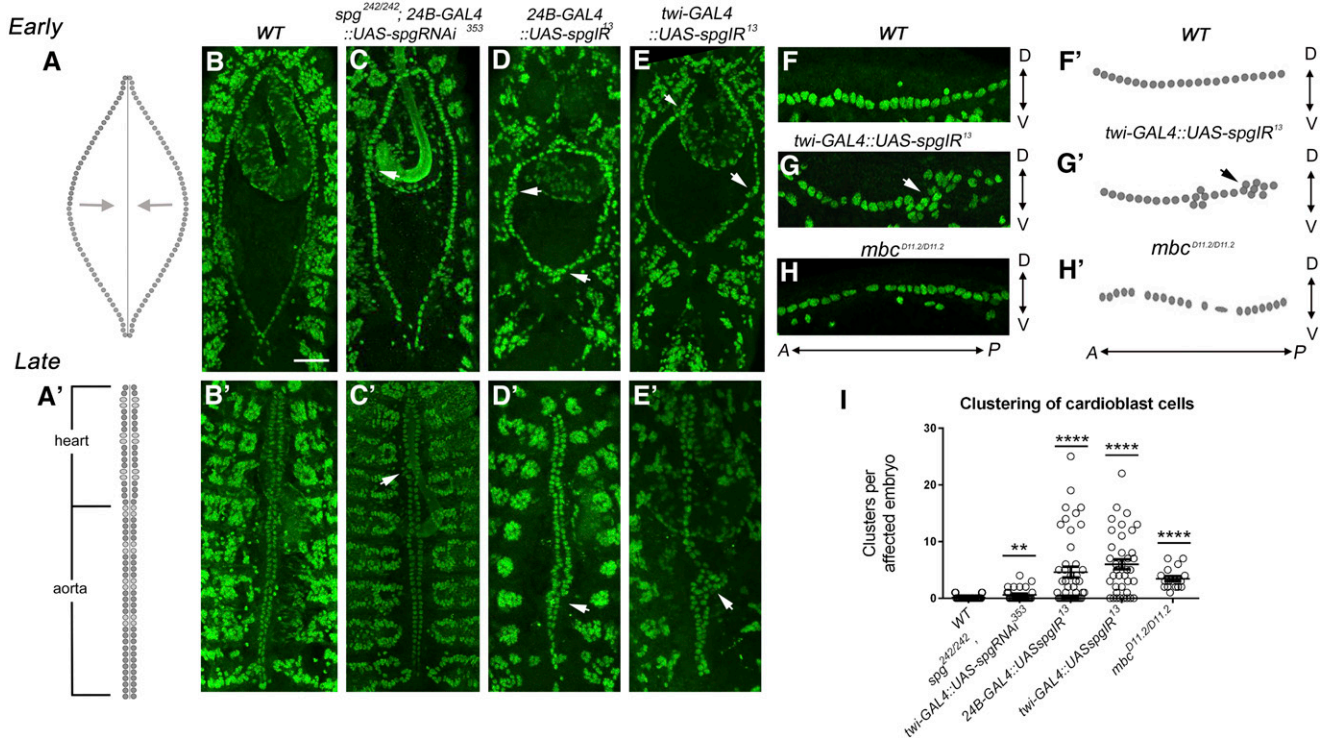 Early
A
WT
B
spg242/242; 24B-GAL4
::UAS-spgRNAi 353
C
24B-GAL4
::UAS-spgIR13
D
twi-GAL4
::UAS-spgIR13
E
WT
F
D
V
twi-GAL4::UAS-spgIR13
G
D
V
mbcD11.2/D11.2
H
D
V
A P
WT
F'
D
V
twi-GAL4::UAS-spgIR13
G'
D
V
mbcD11.2/D11.2
H'
D
V
A P
Late
A'
heart
aorta
B'
C'
D'
E'
I
Clustering of cardioblast cells
Clusters per
affected embryo
30
20
10
0
**
****
****
****
WT
spg242/242;
twi-GAL4::UAS-spgRNAi353
24B-GAL4::UASspgIR13
twi-GAL4::UASspgIR13
mbcD11.2/D11.2